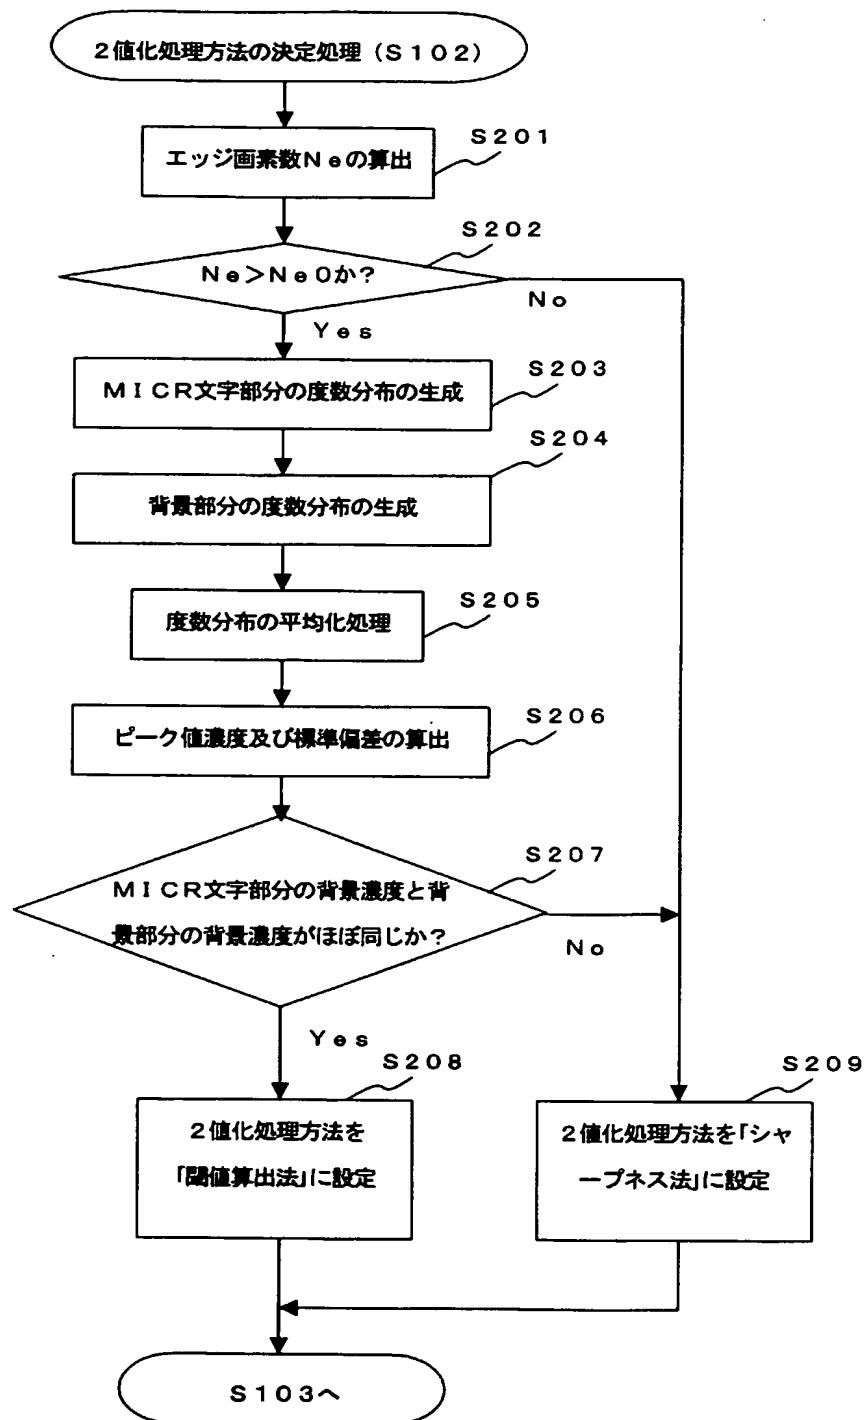 2値化処理方法の決定処理（S102）
S201
エッジ画素数Neの算出
S202
Ne＞Ne0か？
No
Yes
S203
MICR文字部分の度数分布の生成
S204
背景部分の度数分布の生成
S205
度数分布の平均化処理
S206
ピーク値濃度及び標準偏差の算出
S207
MICR文字部分の背景濃度と背
景部分の背景濃度がほぼ同じか？
No
Yes
S208
2値化処理方法を
「閾値算出法」に設定
S209
2値化処理方法を「シャ
ープネス法」に設定
S103へ